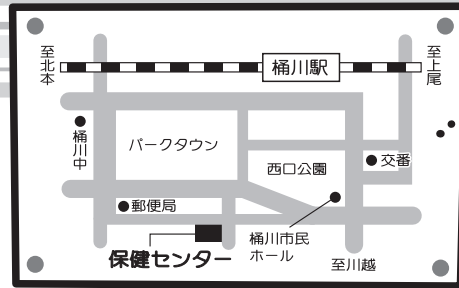 至北本
桶川駅
至上尾
桶川中
パークタウン
西口公園
交番
郵便局
保健センター
桶川市民
ホール
至川越